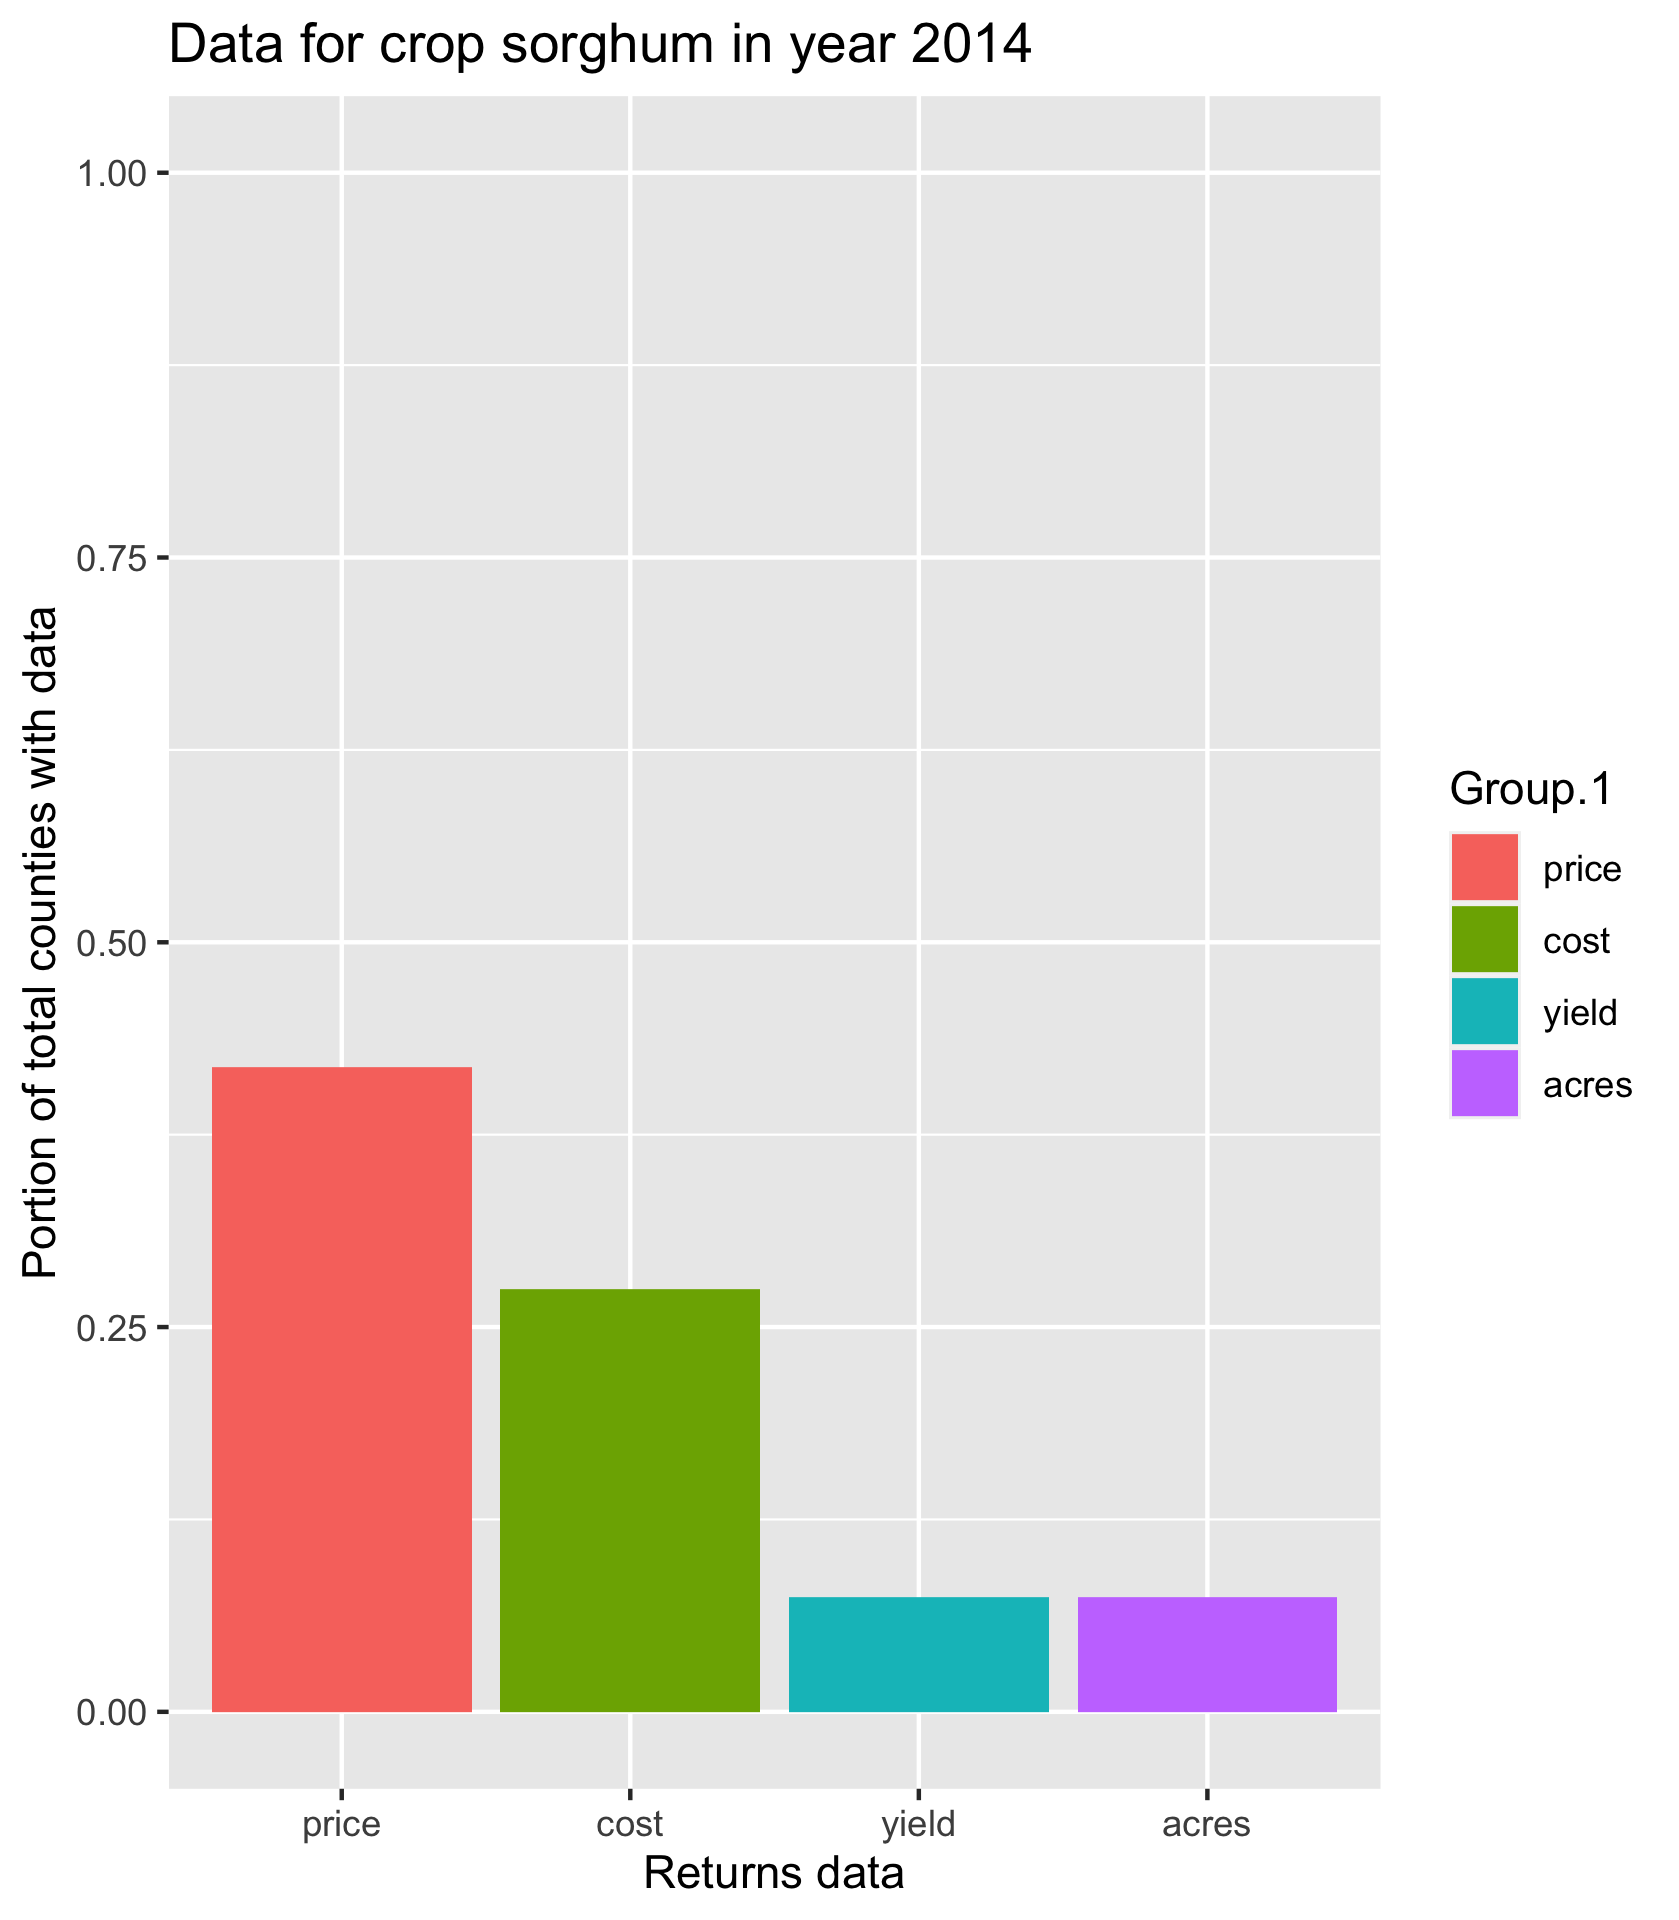 Data for crop sorghum in year 2014
Portion of total counties with data
1.00
0.75
0.50
0.25
0.00
price
cost
yield
acres
Returns data
Group.1
price
cost
yield
acres